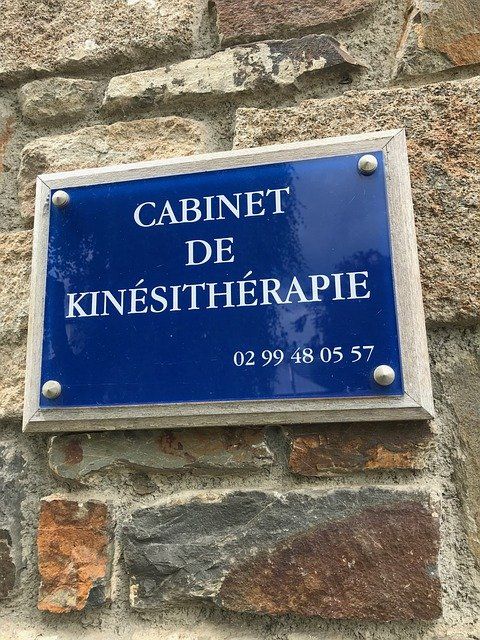 CABINET
DE
KINÉSITHÉRAPIE
02 99 48 05 57